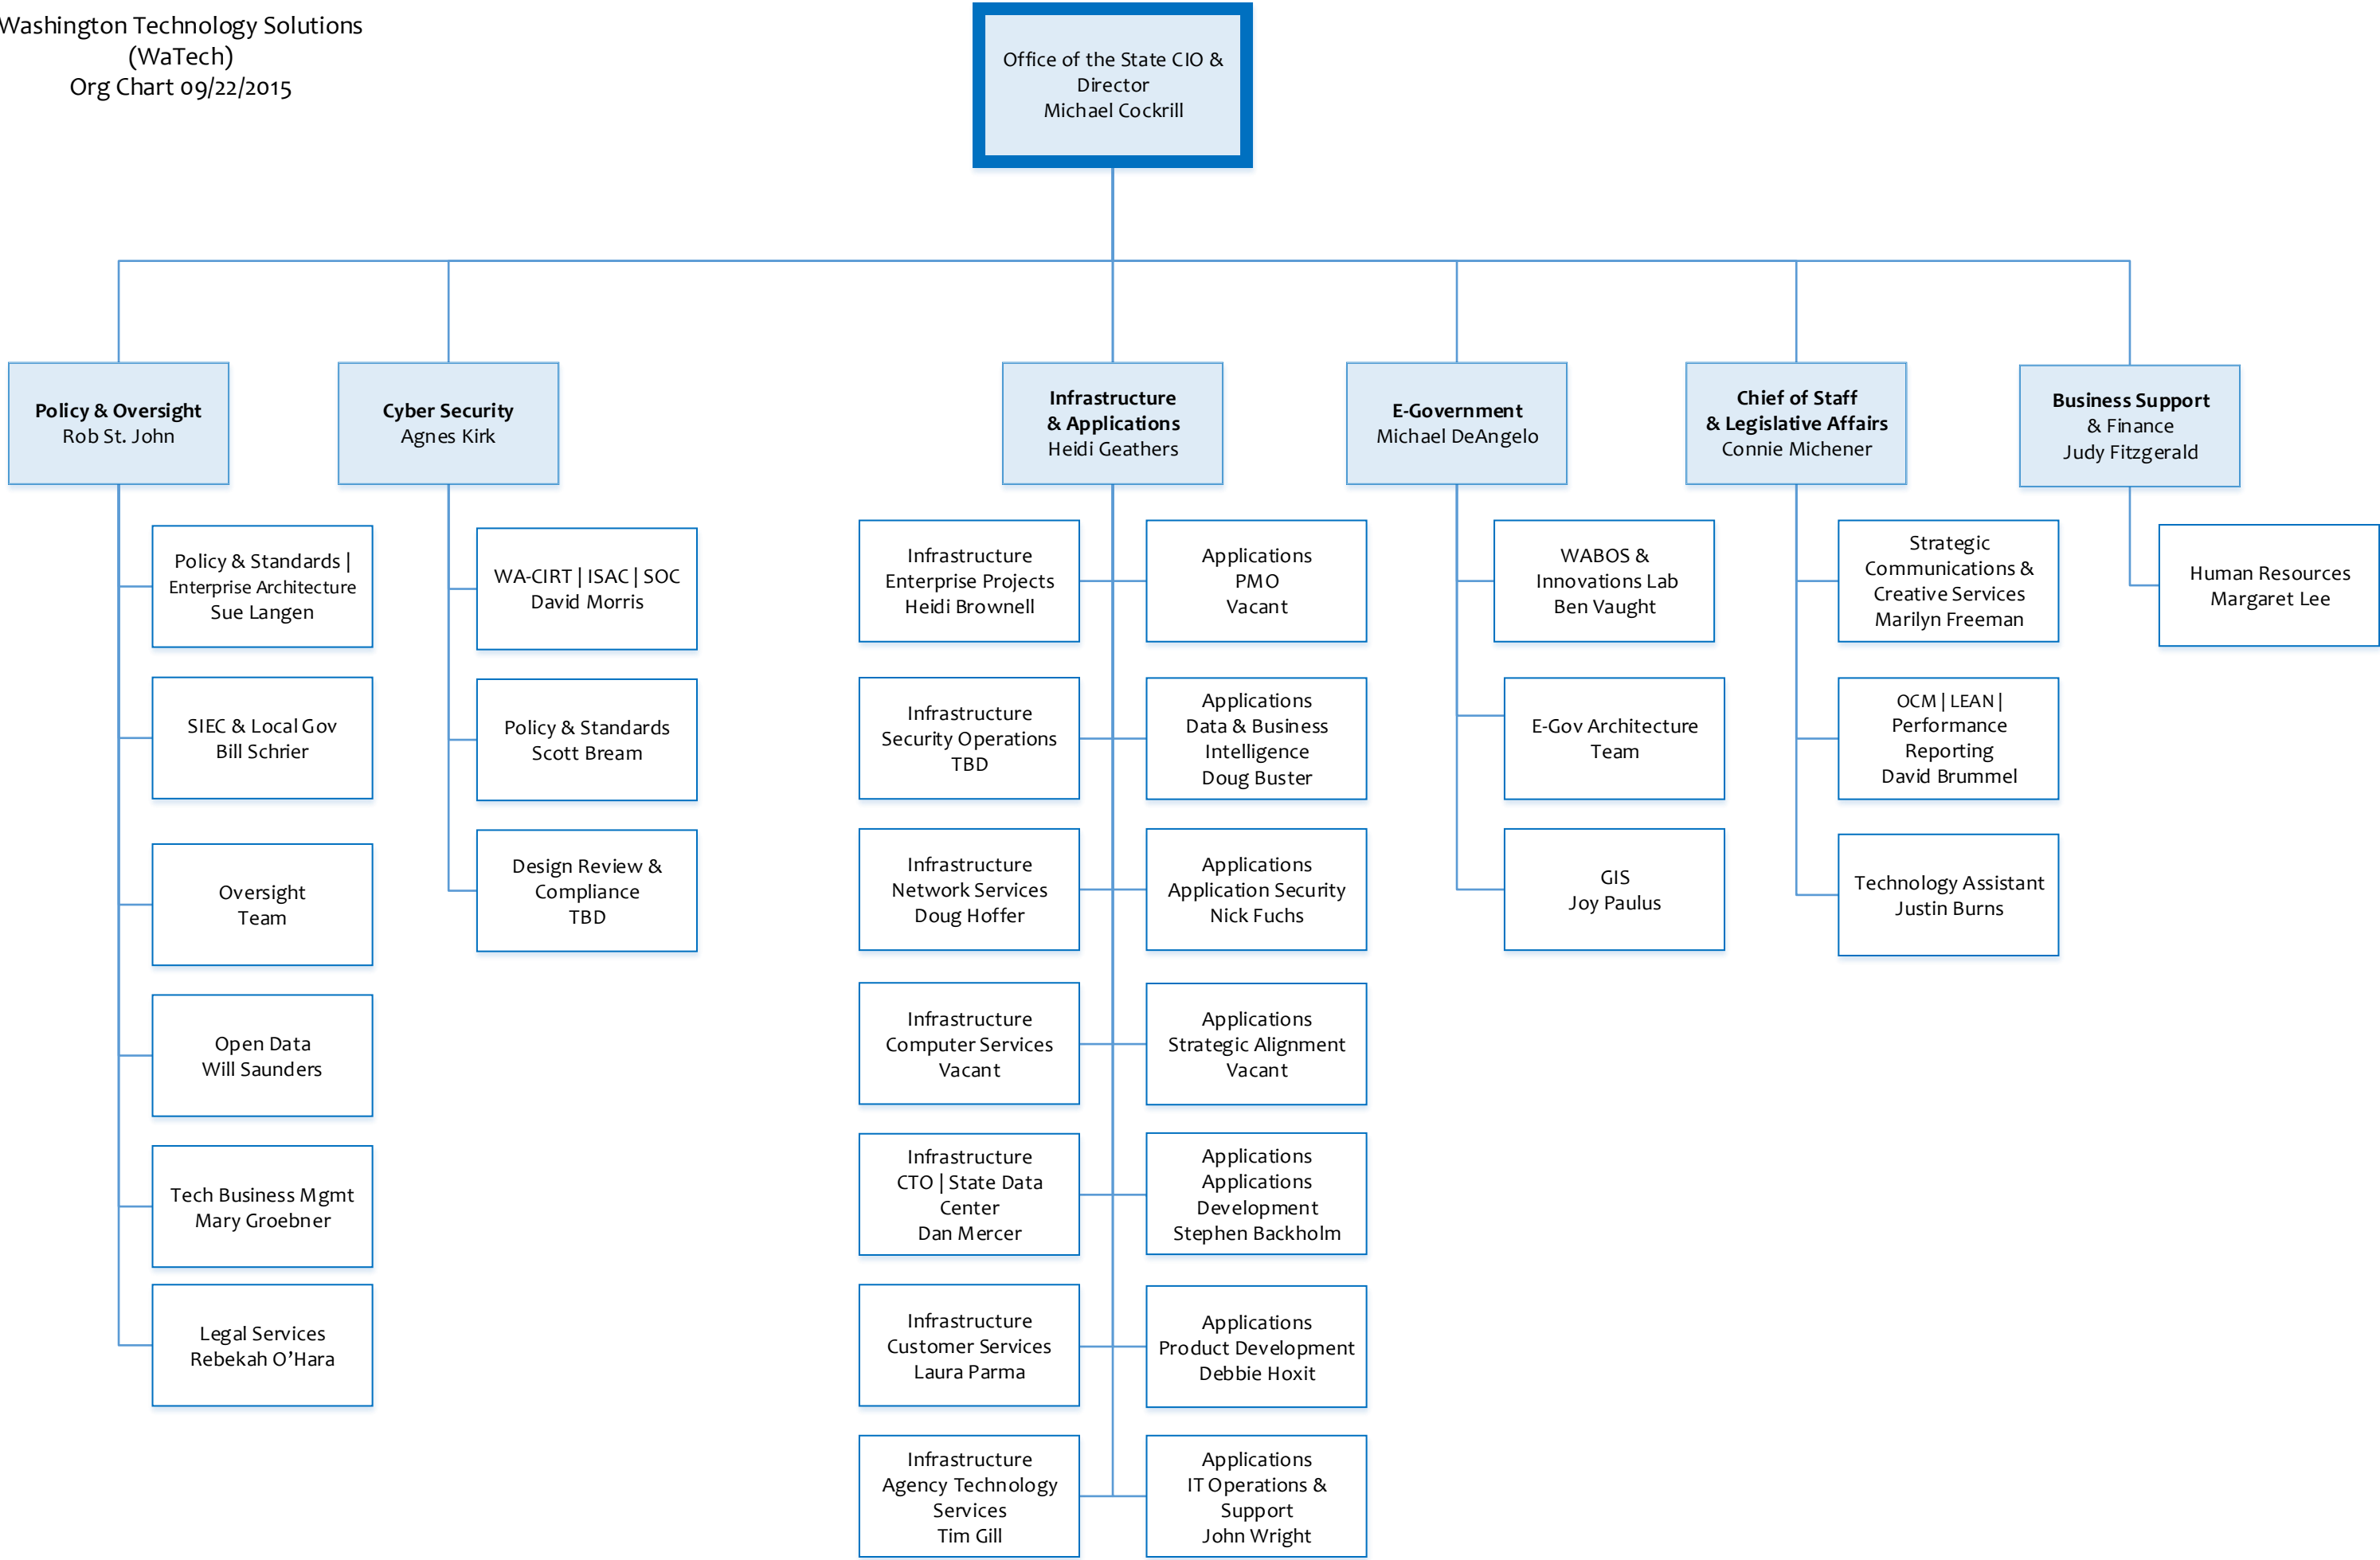 Washington Technology Solutions
(WaTech)
Org Chart 09/22/2015
Office of the State CIO &
Director
Michael Cockrill
Policy & Oversight
Rob St. John
Cyber Security
Agnes Kirk
Infrastructure
& Applications
Heidi Geathers
E-Government
Michael DeAngelo
Chief of Staff
& Legislative Affairs
Connie Michener
Business Support
& Finance
Judy Fitzgerald
Policy & Standards |
Enterprise Architecture
Sue Langen
SIEC & Local Gov
Bill Schrier
Oversight
Team
Open Data
Will Saunders
Tech Business Mgmt
Mary Groebner
Legal Services
Rebekah O’Hara
WA-CIRT | ISAC | SOC
David Morris
Policy & Standards
Scott Bream
Design Review &
Compliance
TBD
Infrastructure
Enterprise Projects
Heidi Brownell
Infrastructure
Security Operations
TBD
Infrastructure
Network Services
Doug Hoffer
Infrastructure
Computer Services
Vacant
Infrastructure
CTO | State Data
Center
Dan Mercer
Infrastructure
Customer Services
Laura Parma
Infrastructure
Agency Technology
Services
Tim Gill
Applications
PMO
Vacant
Applications
Data & Business
Intelligence
Doug Buster
Applications
Application Security
Nick Fuchs
Applications
Strategic Alignment
Vacant
Applications
Applications
Development
Stephen Backholm
Applications
Product Development
Debbie Hoxit
Applications
IT Operations &
Support
John Wright
WABOS &
Innovations Lab
Ben Vaught
E-Gov Architecture
Team
GIS
Joy Paulus
Strategic
Communications &
Creative Services
Marilyn Freeman
OCM | LEAN |
Performance
Reporting
David Brummel
Technology Assistant
Justin Burns
Human Resources
Margaret Lee